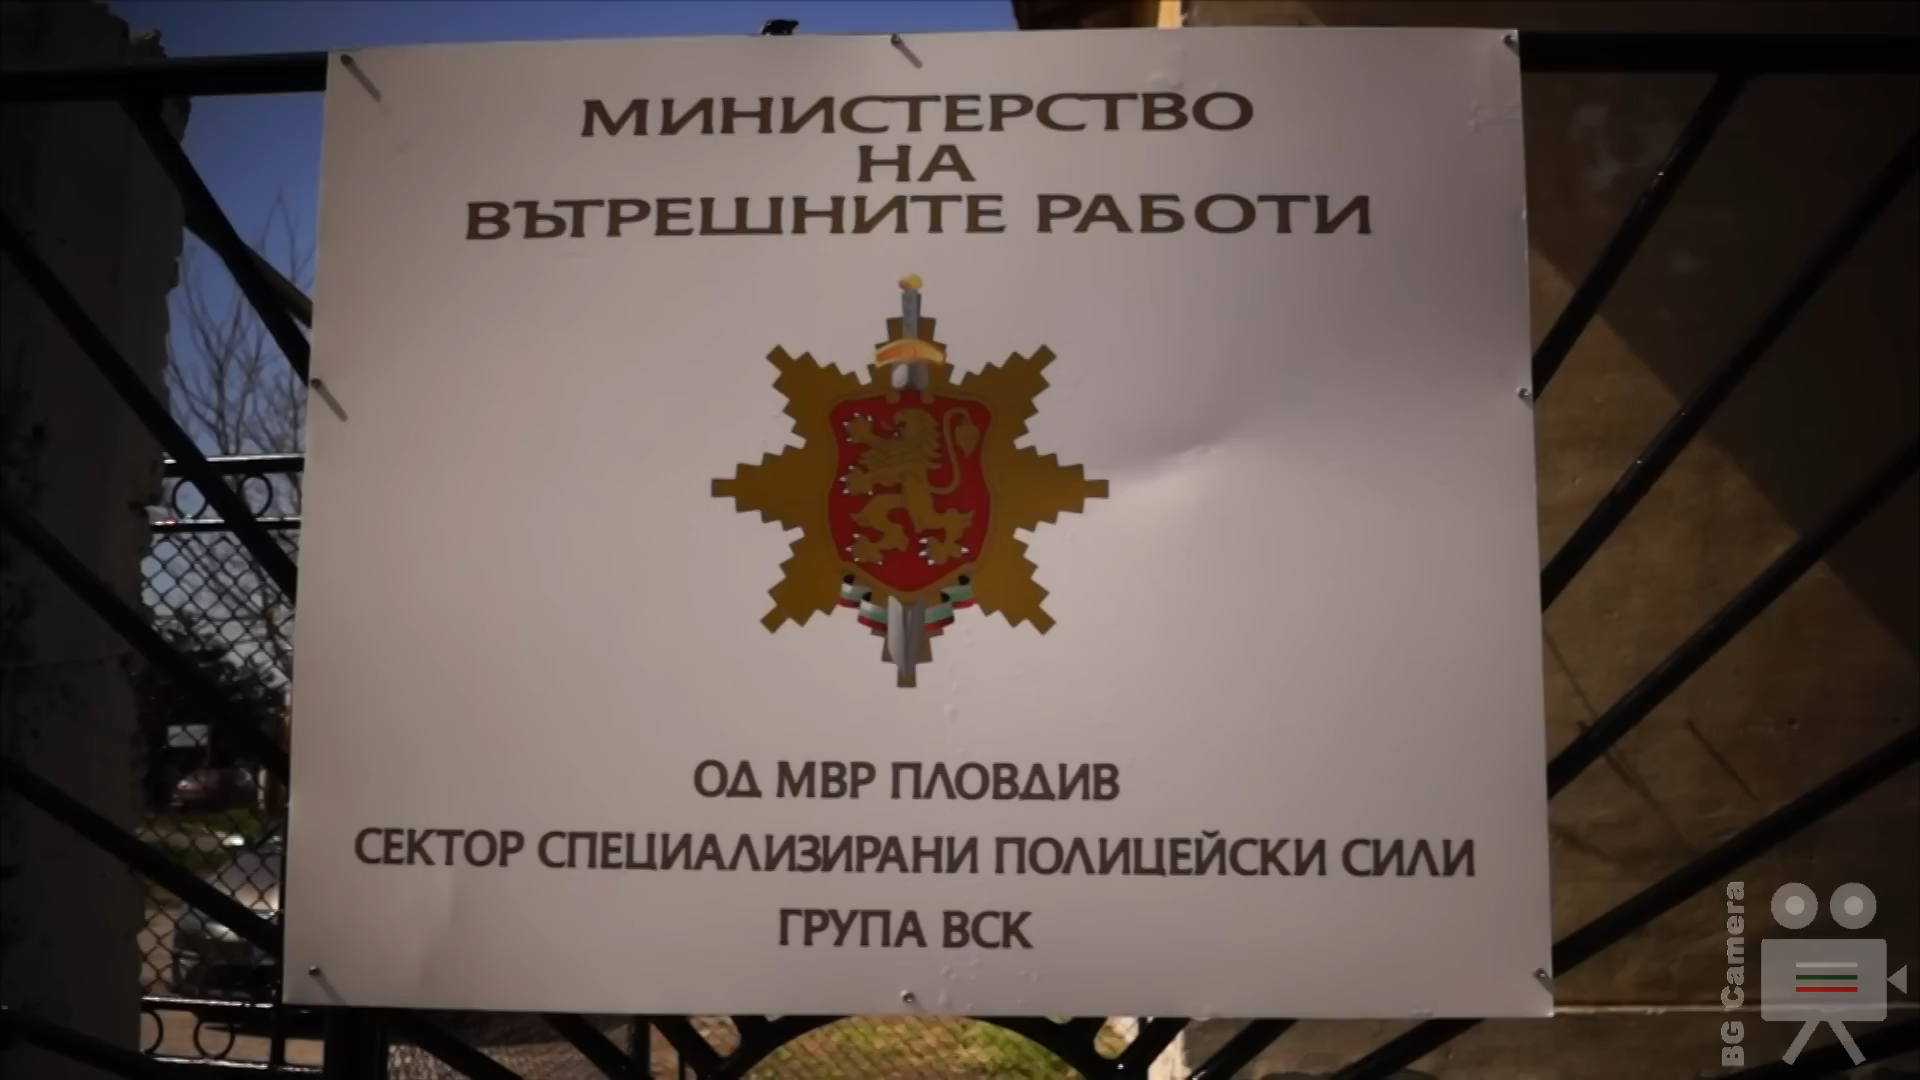 МИНИСТЕРСТВО
НА
ВЪТРЕШНИТЕ РАБОТИ
ОД МВР ПЛОВДИВ
СЕКТОР СПЕЦИАЛИЗИРАНИ ПОЛИЦЕЙСКИ СИЛИ
ГРУПА ВСК
BG Camera